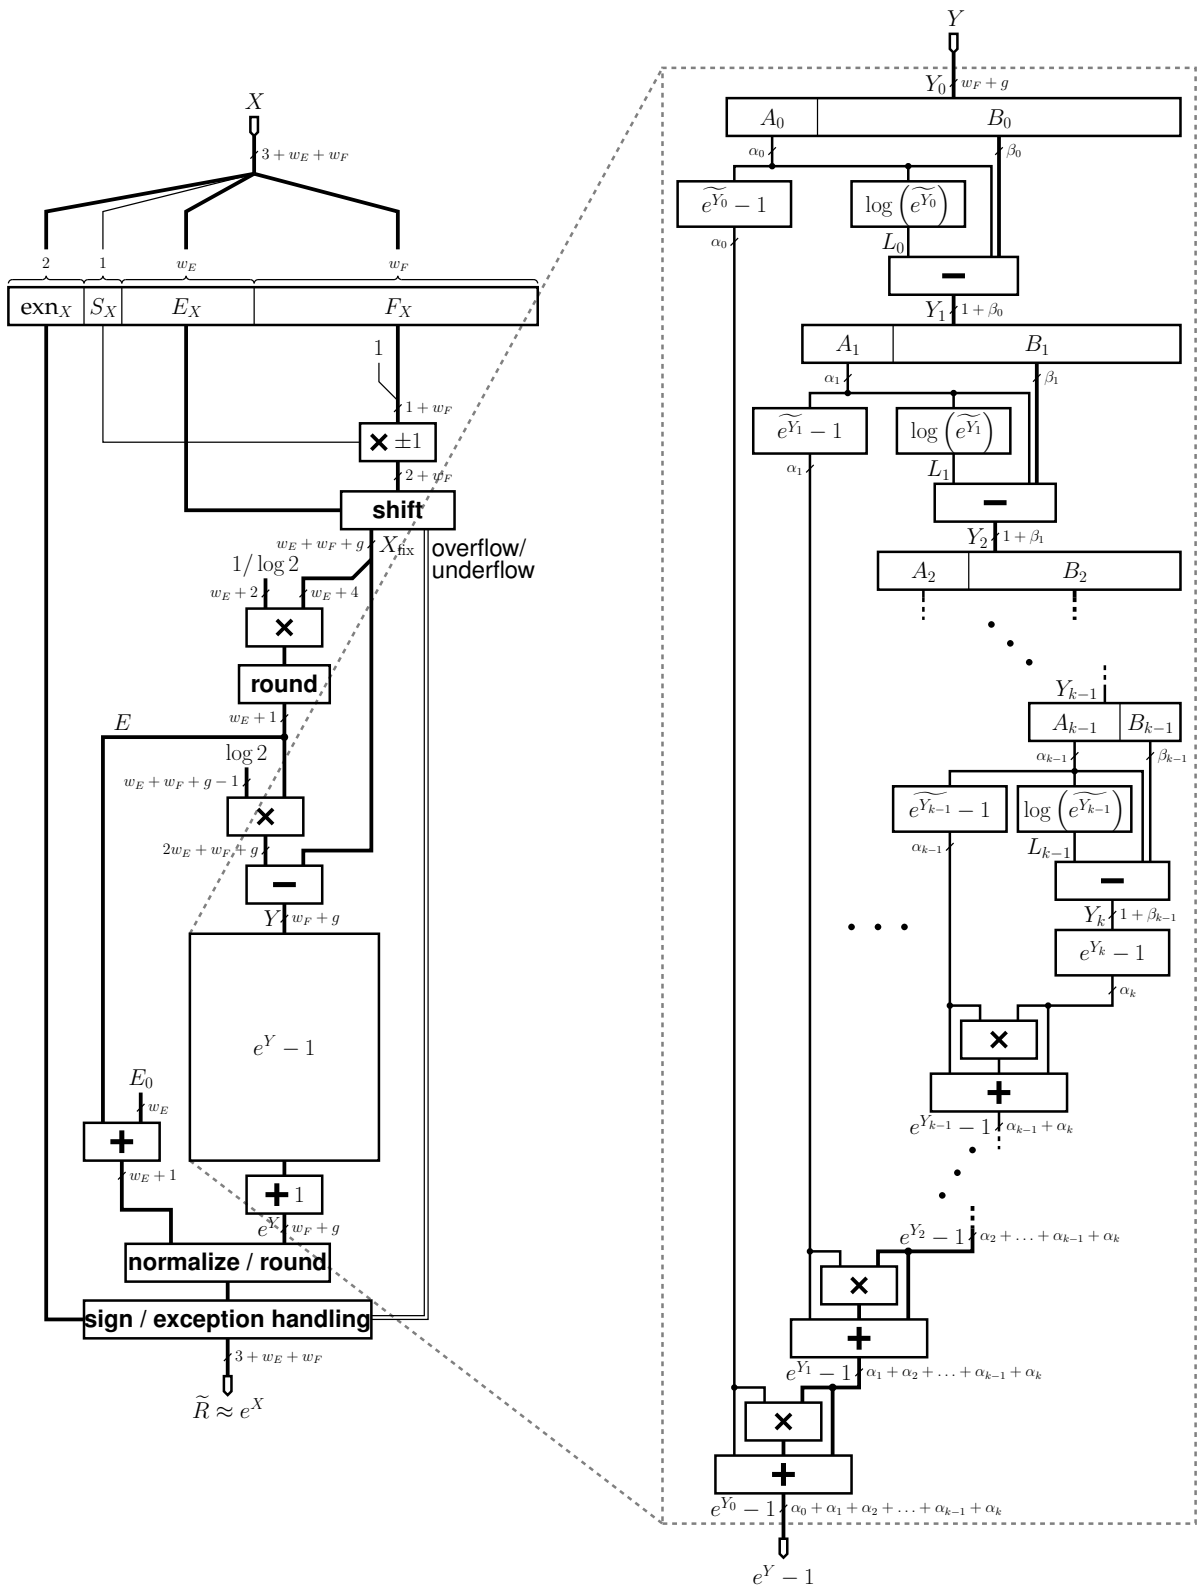 X
3 + w_E + w_F
2 1 w_E w_F
exn_X S_X E_X F_X
1
1 + w_F
× ±1
2 + w_F
shift
w_E + w_F + g X_fix overflow/
underflow
1/ log 2
w_E + 2 w_E + 4
×
round
w_E + 1
E
log 2
w_E + w_F + g − 1
×
2w_E + w_F + g
−
Y w_F + g
e^Y − 1
E_0
w_E
+
w_E + 1
+ 1
e^Y w_F + g
normalize / round
sign / exception handling
3 + w_E + w_F
R̃ ≈ e^X
Y
Y_0 w_F + g
A_0 B_0
α_0 β_0
\widetilde{e^{Y_0}} − 1 log (\widetilde{e^{Y_0}})
α_0 L_0
−
Y_1 1 + β_0
A_1 B_1
α_1 β_1
\widetilde{e^{Y_1}} − 1 log (\widetilde{e^{Y_1}})
α_1 L_1
−
Y_2 1 + β_1
A_2 B_2
Y_{k−1}
A_{k−1} B_{k−1}
α_{k−1} β_{k−1}
\widetilde{e^{Y_{k−1}}} − 1 log (\widetilde{e^{Y_{k−1}}})
α_{k−1} L_{k−1}
−
Y_k 1 + β_{k−1}
e^{Y_k} − 1
α_k
×
+
e^{Y_{k−1}} − 1 α_{k−1} + α_k
e^{Y_2} − 1 α_2 + . . . + α_{k−1} + α_k
×
+
e^{Y_1} − 1 α_1 + α_2 + . . . + α_{k−1} + α_k
×
+
e^{Y_0} − 1 α_0 + α_1 + α_2 + . . . + α_{k−1} + α_k
e^Y − 1